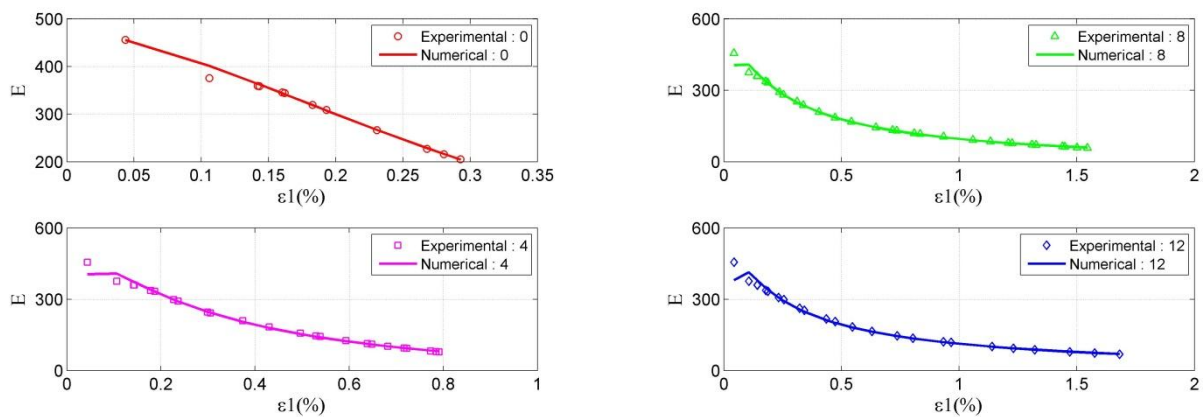 500
400
300
200
E
0
0.05
0.1
0.15
0.2
0.25
0.3
0.35
ε1(%)
Experimental : 0
Numerical : 0
600
300
0
E
0
0.5
1
1.5
2
ε1(%)
Experimental : 8
Numerical : 8
600
300
0
E
0
0.2
0.4
0.6
0.8
1
ε1(%)
Experimental : 4
Numerical : 4
600
300
0
E
0
0.5
1
1.5
2
ε1(%)
Experimental : 12
Numerical : 12